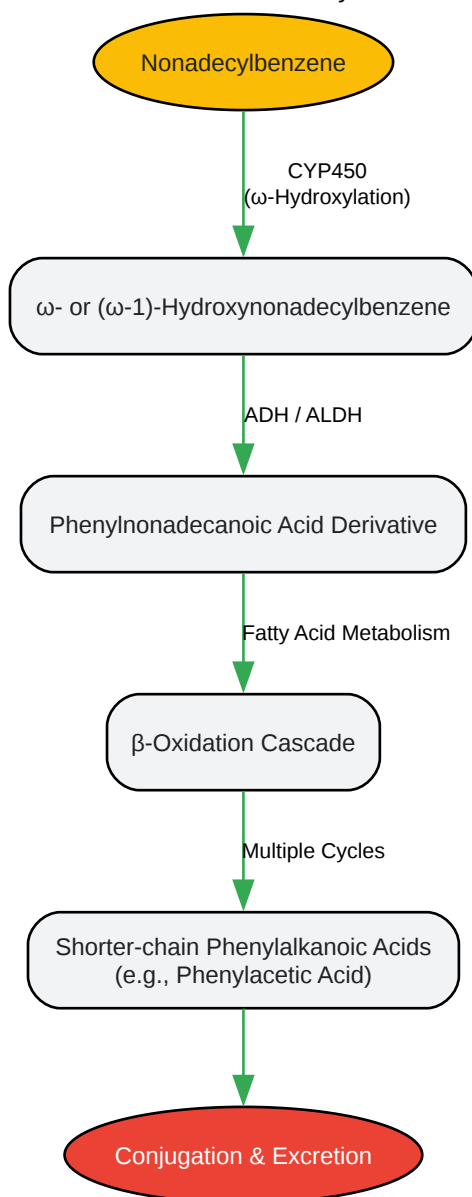 Nonadecylbenzene
CYP450
(ω-Hydroxylation)
ω- or (ω-1)-Hydroxynonadecylbenzene
ADH / ALDH
Phenylnonadecanoic Acid Derivative
Fatty Acid Metabolism
β-Oxidation Cascade
Multiple Cycles
Shorter-chain Phenylalkanoic Acids
(e.g., Phenylacetic Acid)
Conjugation & Excretion